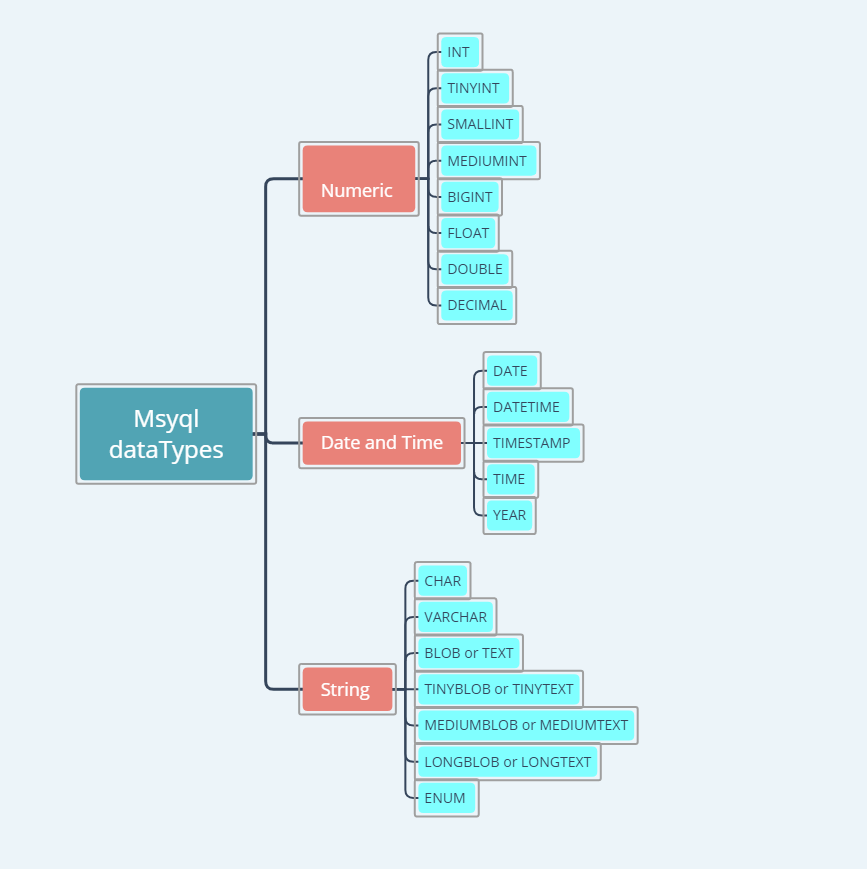 Msyql
dataTypes
Numeric
INT
TINYINT
SMALLINT
MEDIUMINT
BIGINT
FLOAT
DOUBLE
DECIMAL
Date and Time
DATE
DATETIME
TIMESTAMP
TIME
YEAR
String
CHAR
VARCHAR
BLOB or TEXT
TINYBLOB or TINYTEXT
MEDIUMBLOB or MEDIUMTEXT
LONGBLOB or LONGTEXT
ENUM